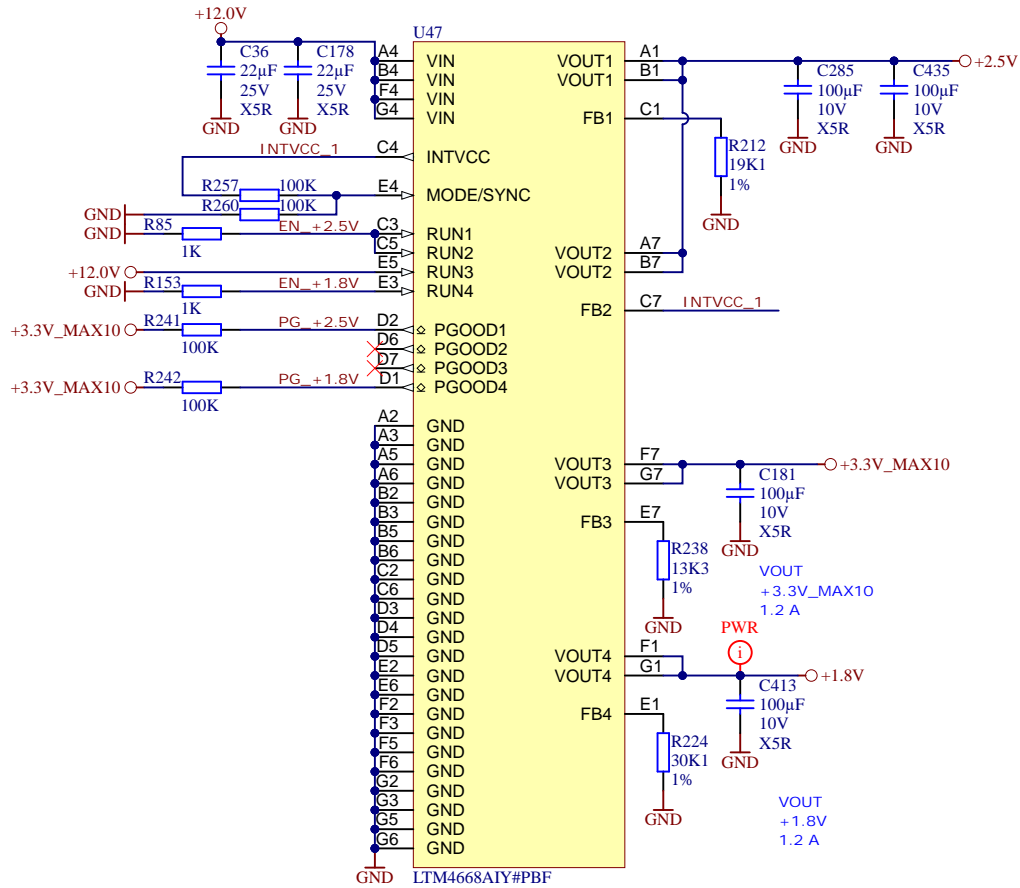 +12.0V
C36
22µF
25V
X5R
GND
C178
22µF
25V
X5R
GND
INTVCC_1
R257
100K
R260
100K
GND
GND
R85
1K
EN_+2.5V
+12.0V
GND
R153
1K
EN_+1.8V
+3.3V_MAX10
R241
100K
PG_+2.5V
+3.3V_MAX10
R242
100K
PG_+1.8V
U47
A4 VIN
B4 VIN
F4 VIN
G4 VIN
C4 INTVCC
E4 MODE/SYNC
C3 RUN1
C5 RUN2
E5 RUN3
E3 RUN4
D2 PGOOD1
D6 PGOOD2
D7 PGOOD3
D1 PGOOD4
A2 GND
A3 GND
A5 GND
A6 GND
B2 GND
B3 GND
B5 GND
B6 GND
C2 GND
C6 GND
D3 GND
D4 GND
D5 GND
E2 GND
E6 GND
F2 GND
F3 GND
F5 GND
F6 GND
G2 GND
G3 GND
G5 GND
G6 GND
GND
LTM4668AIY#PBF
VOUT1 A1
VOUT1 B1
FB1 C1
VOUT2 A7
VOUT2 B7
FB2 C7
INTVCC_1
VOUT3 F7
VOUT3 G7
FB3 E7
VOUT4 F1
VOUT4 G1
FB4 E1
+2.5V
C285
100µF
10V
X5R
GND
C435
100µF
10V
X5R
GND
R212
19K1
1%
GND
+3.3V_MAX10
C181
100µF
10V
X5R
GND
R238
13K3
1%
GND
VOUT
+3.3V_MAX10
1.2 A
PWR
i
+1.8V
C413
100µF
10V
X5R
GND
R224
30K1
1%
GND
VOUT
+1.8V
1.2 A